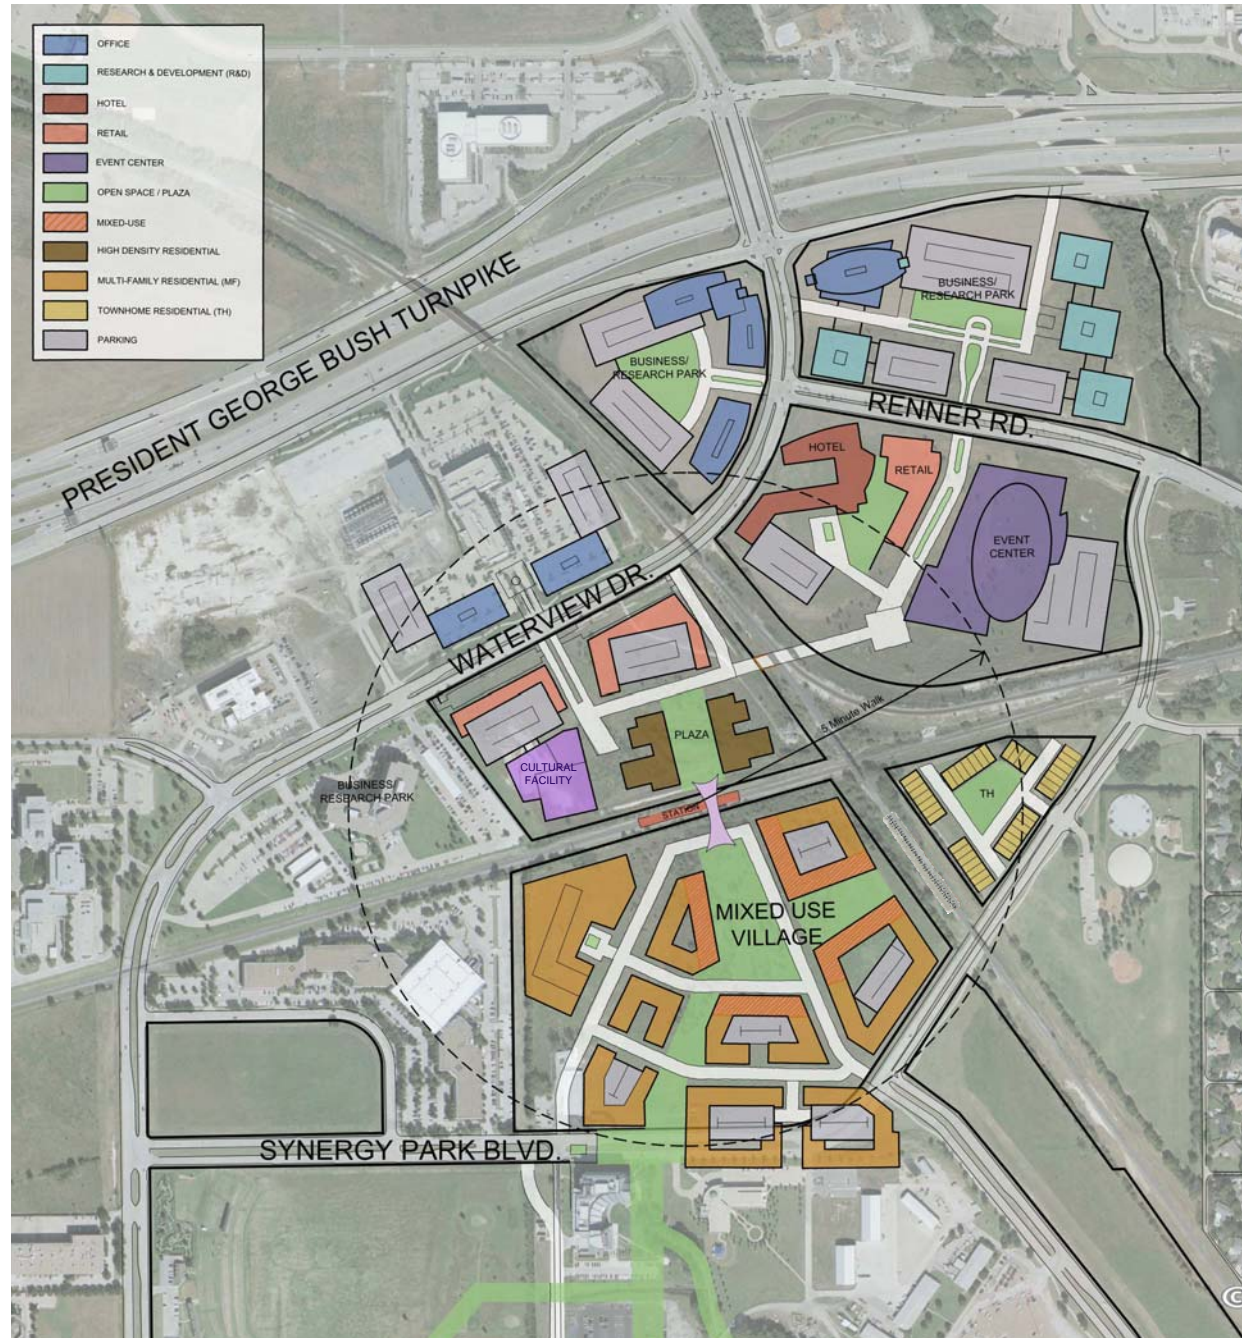 OFFICE
RESEARCH & DEVELOPMENT (R&D)
HOTEL
RETAIL
EVENT CENTER
OPEN SPACE / PLAZA
MIXED-USE
HIGH DENSITY RESIDENTIAL
MULTI-FAMILY RESIDENTIAL (MF)
TOWNHOME RESIDENTIAL (TH)
PARKING
PRESIDENT GEORGE BUSH TURNPIKE
BUSINESS/
RESEARCH PARK
BUSINESS/
RESEARCH PARK
RENNER RD.
HOTEL
RETAIL
EVENT
CENTER
WATERVIEW DR.
5 Minute Walk
PLAZA
CULTURAL
FACILITY
BUSINESS/
RESEARCH PARK
STATION
TH
MIXED USE
VILLAGE
SYNERGY PARK BLVD.
©